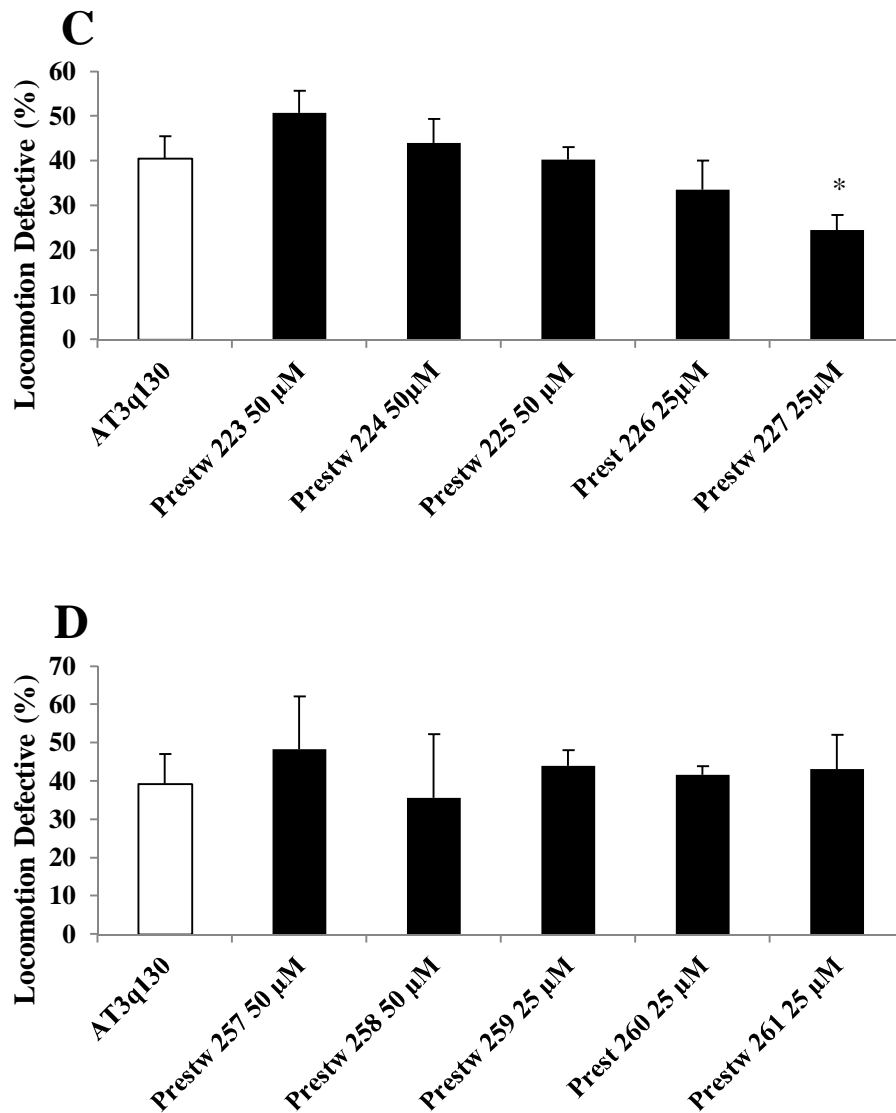 C
Locomotion Defective (%)
60
50
40
30
20
10
0
*
AT3q130
Prestw 223 50 µM
Prestw 224 50µM
Prestw 225 50 µM
Prest 226 25µM
Prestw 227 25µM
D
Locomotion Defective (%)
70
60
50
40
30
20
10
0
AT3q130
Prestw 257 50 µM
Prestw 258 50 µM
Prestw 259 25 µM
Prest 260 25 µM
Prestw 261 25 µM